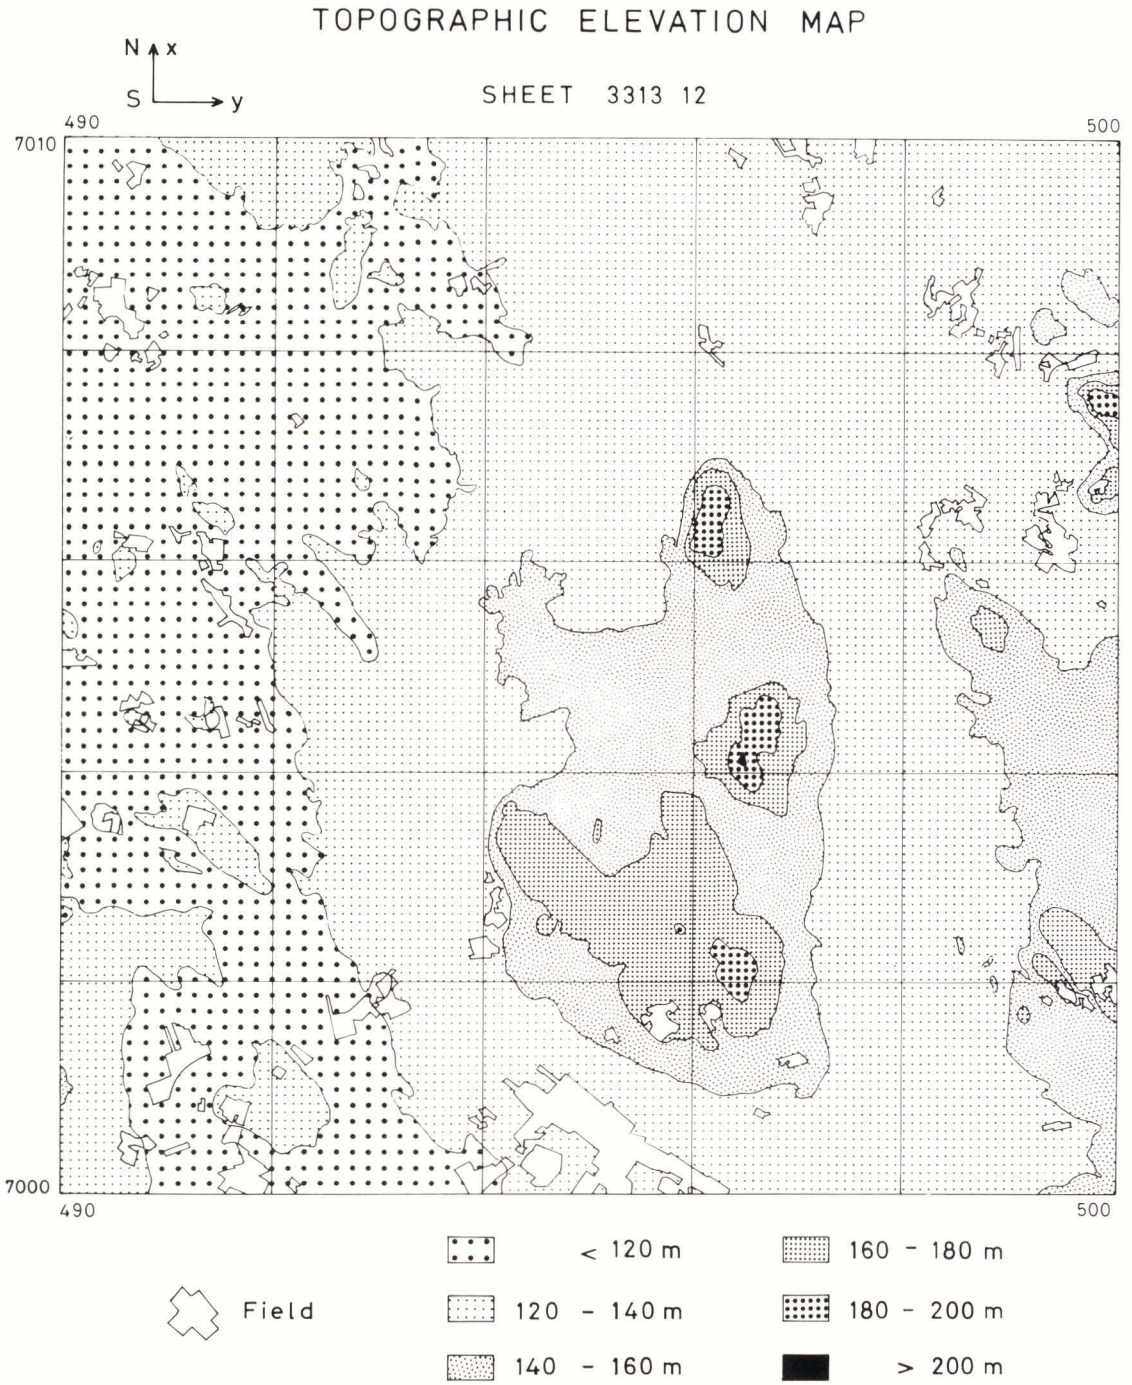 TOPOGRAPHIC ELEVATION MAP
N x
S y
SHEET 3313 12
490 500
7010
7000
490 500
< 120 m 160 - 180 m
Field 120 - 140 m 180 - 200 m
140 - 160 m > 200 m